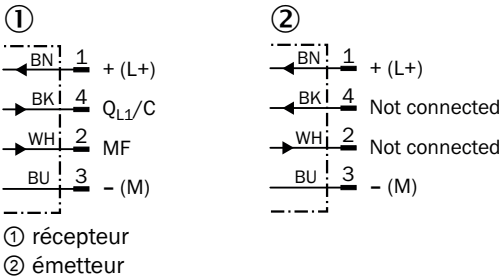 ①
BN 1 + (L+)
BK 4 QL1/C
WH 2 MF
BU 3 – (M)
②
BN 1 + (L+)
BK 4 Not connected
WH 2 Not connected
BU 3 – (M)
① récepteur
② émetteur